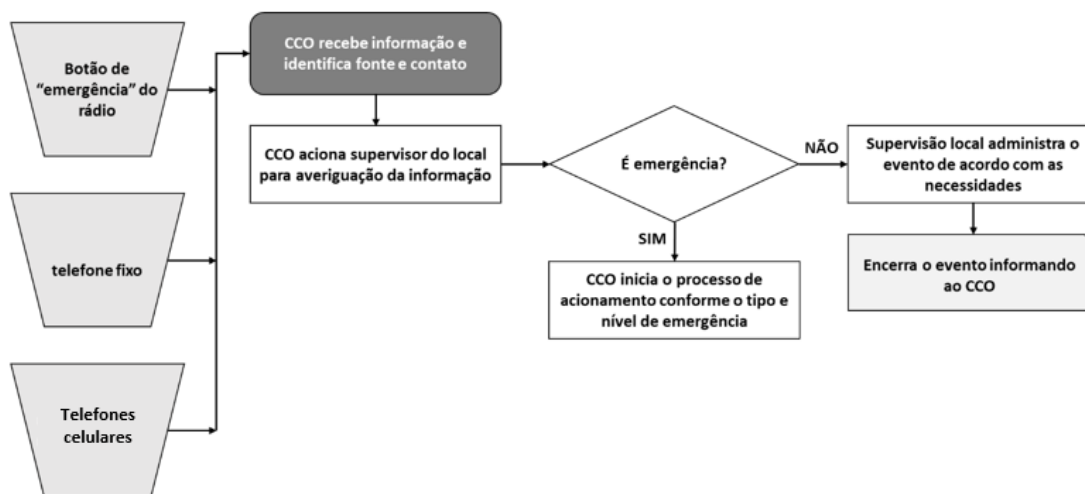 Botão de
“emergência” do
rádio
telefone fixo
Telefones
celulares
CCO recebe informação e
identifica fonte e contato
CCO aciona supervisor do local
para averiguação da informação
É emergência?
NÃO
SIM
Supervisão local administra o
evento de acordo com as
necessidades
Encerra o evento informando
ao CCO
CCO inicia o processo de
acionamento conforme o tipo e
nível de emergência